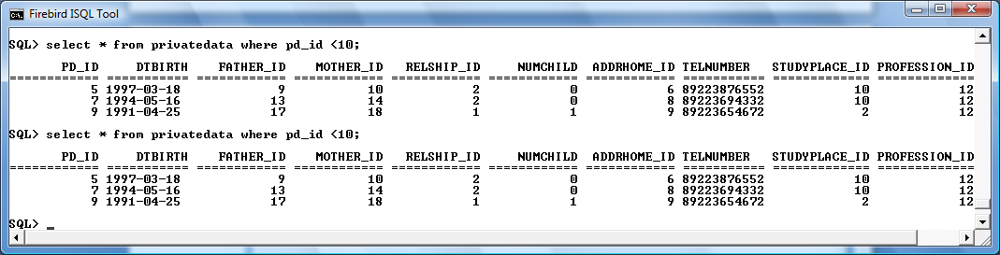 Firebird ISQL Tool
SQL> select * from privatedata where pd_id <10;
PD_ID DTBIRTH FATHER_ID MOTHER_ID RELSHIP_ID NUMCHILD ADDRHOME_ID TELNUMBER STUDYPLACE_ID PROFESSION_ID
============ =========== ============ ============ ============ ============ ============ =========== ============= =============
5 1997-03-18 9 10 2 0 6 89223876552 10 12
7 1994-05-16 13 14 2 0 8 89223694332 10 12
9 1991-04-25 17 18 1 1 9 89223654672 2 12
SQL> select * from privatedata where pd_id <10;
PD_ID DTBIRTH FATHER_ID MOTHER_ID RELSHIP_ID NUMCHILD ADDRHOME_ID TELNUMBER STUDYPLACE_ID PROFESSION_ID
============ =========== ============ ============ ============ ============ ============ =========== ============= =============
5 1997-03-18 9 10 2 0 6 89223876552 10 12
7 1994-05-16 13 14 2 0 8 89223694332 10 12
9 1991-04-25 17 18 1 1 9 89223654672 2 12
SQL> _